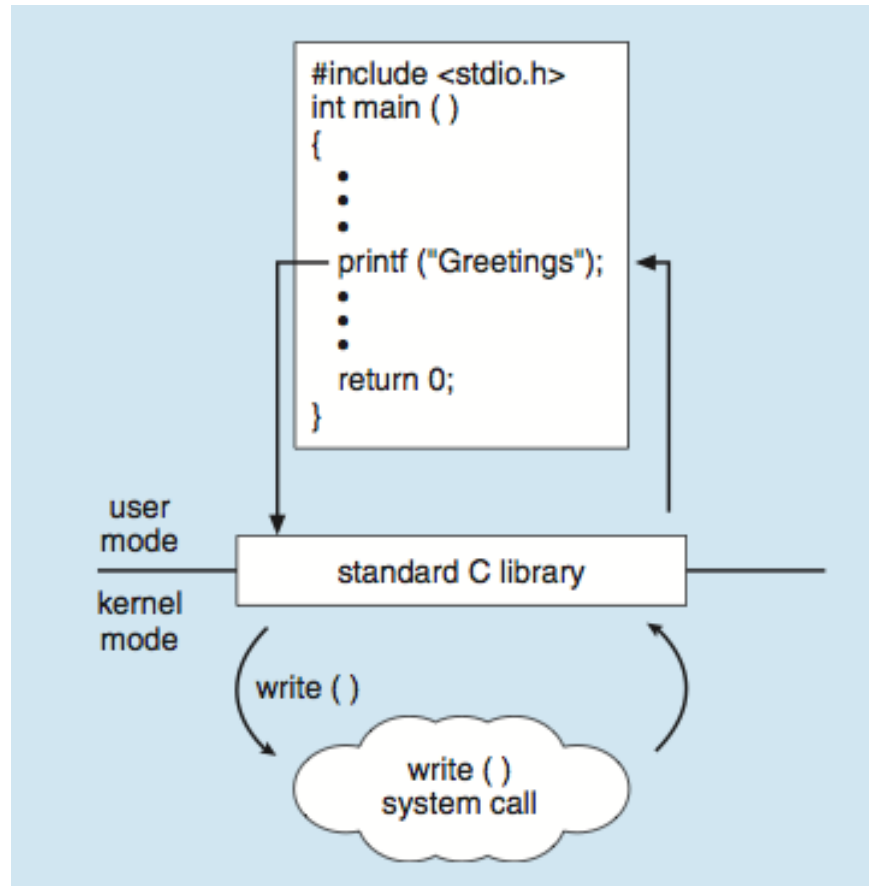 #include <stdio.h>
int main ( )
{
•
•
•
printf ("Greetings");
•
•
•
return 0;
}
user
mode
standard C library
kernel
mode
write ( )
write ( )
system call